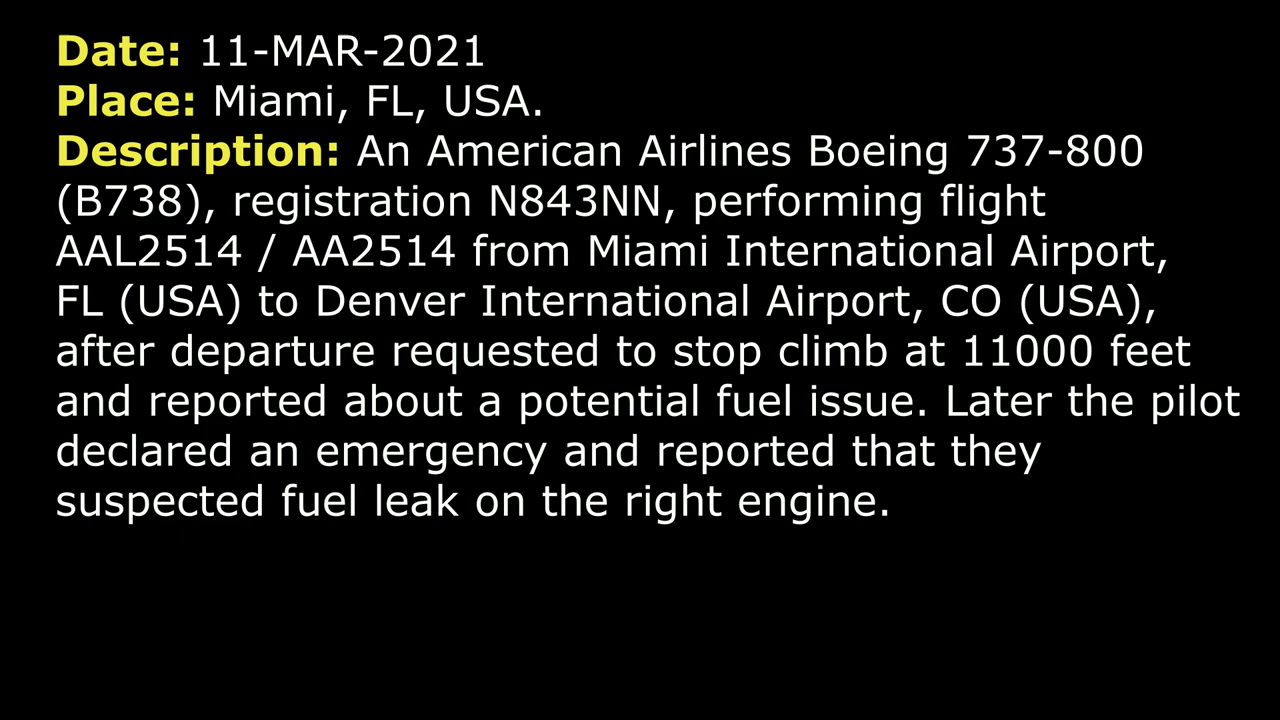 Date: 11-MAR-2021
Place: Miami, FL, USA.
Description: An American Airlines Boeing 737-800
(B738), registration N843NN, performing flight
AAL2514 / AA2514 from Miami International Airport,
FL (USA) to Denver International Airport, CO (USA),
after departure requested to stop climb at 11000 feet
and reported about a potential fuel issue. Later the pilot
declared an emergency and reported that they
suspected fuel leak on the right engine.